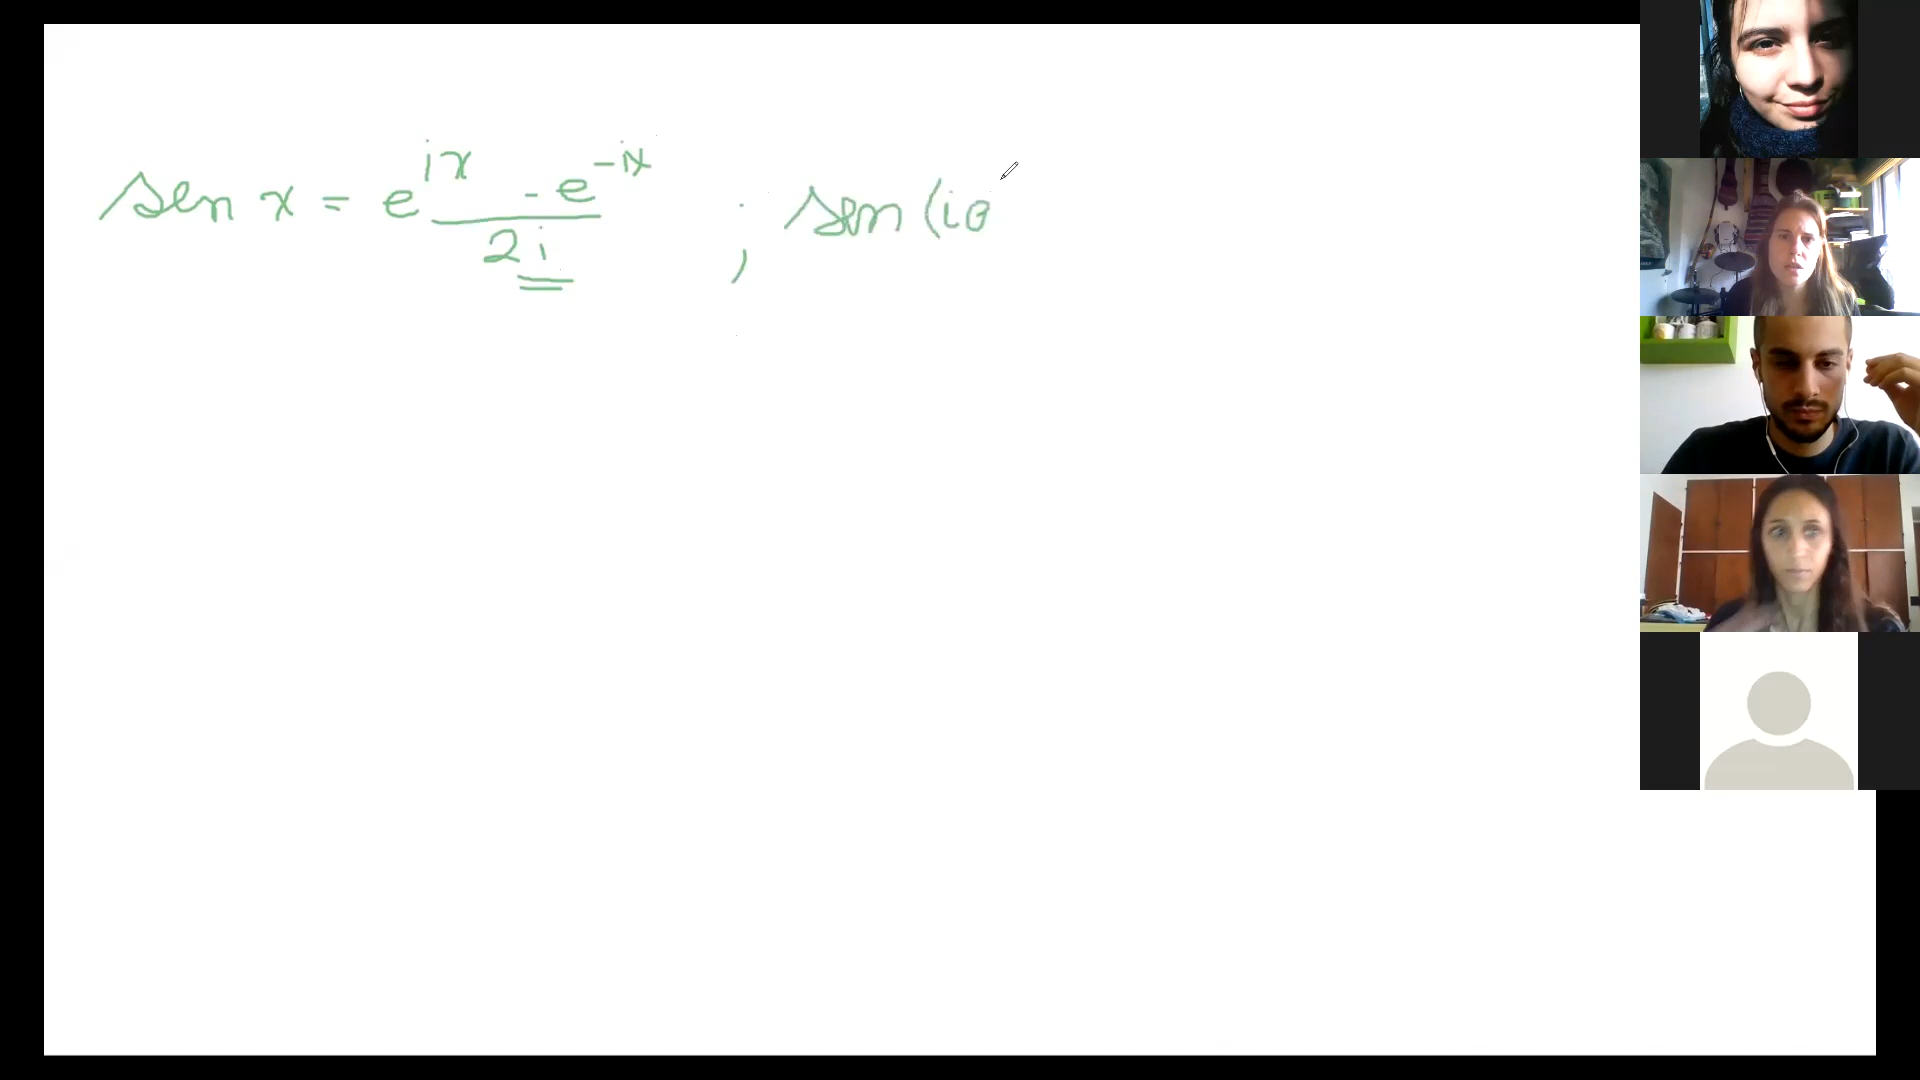 sen x = e^{ix} - e^{-ix} / 2i ; sen (iθ